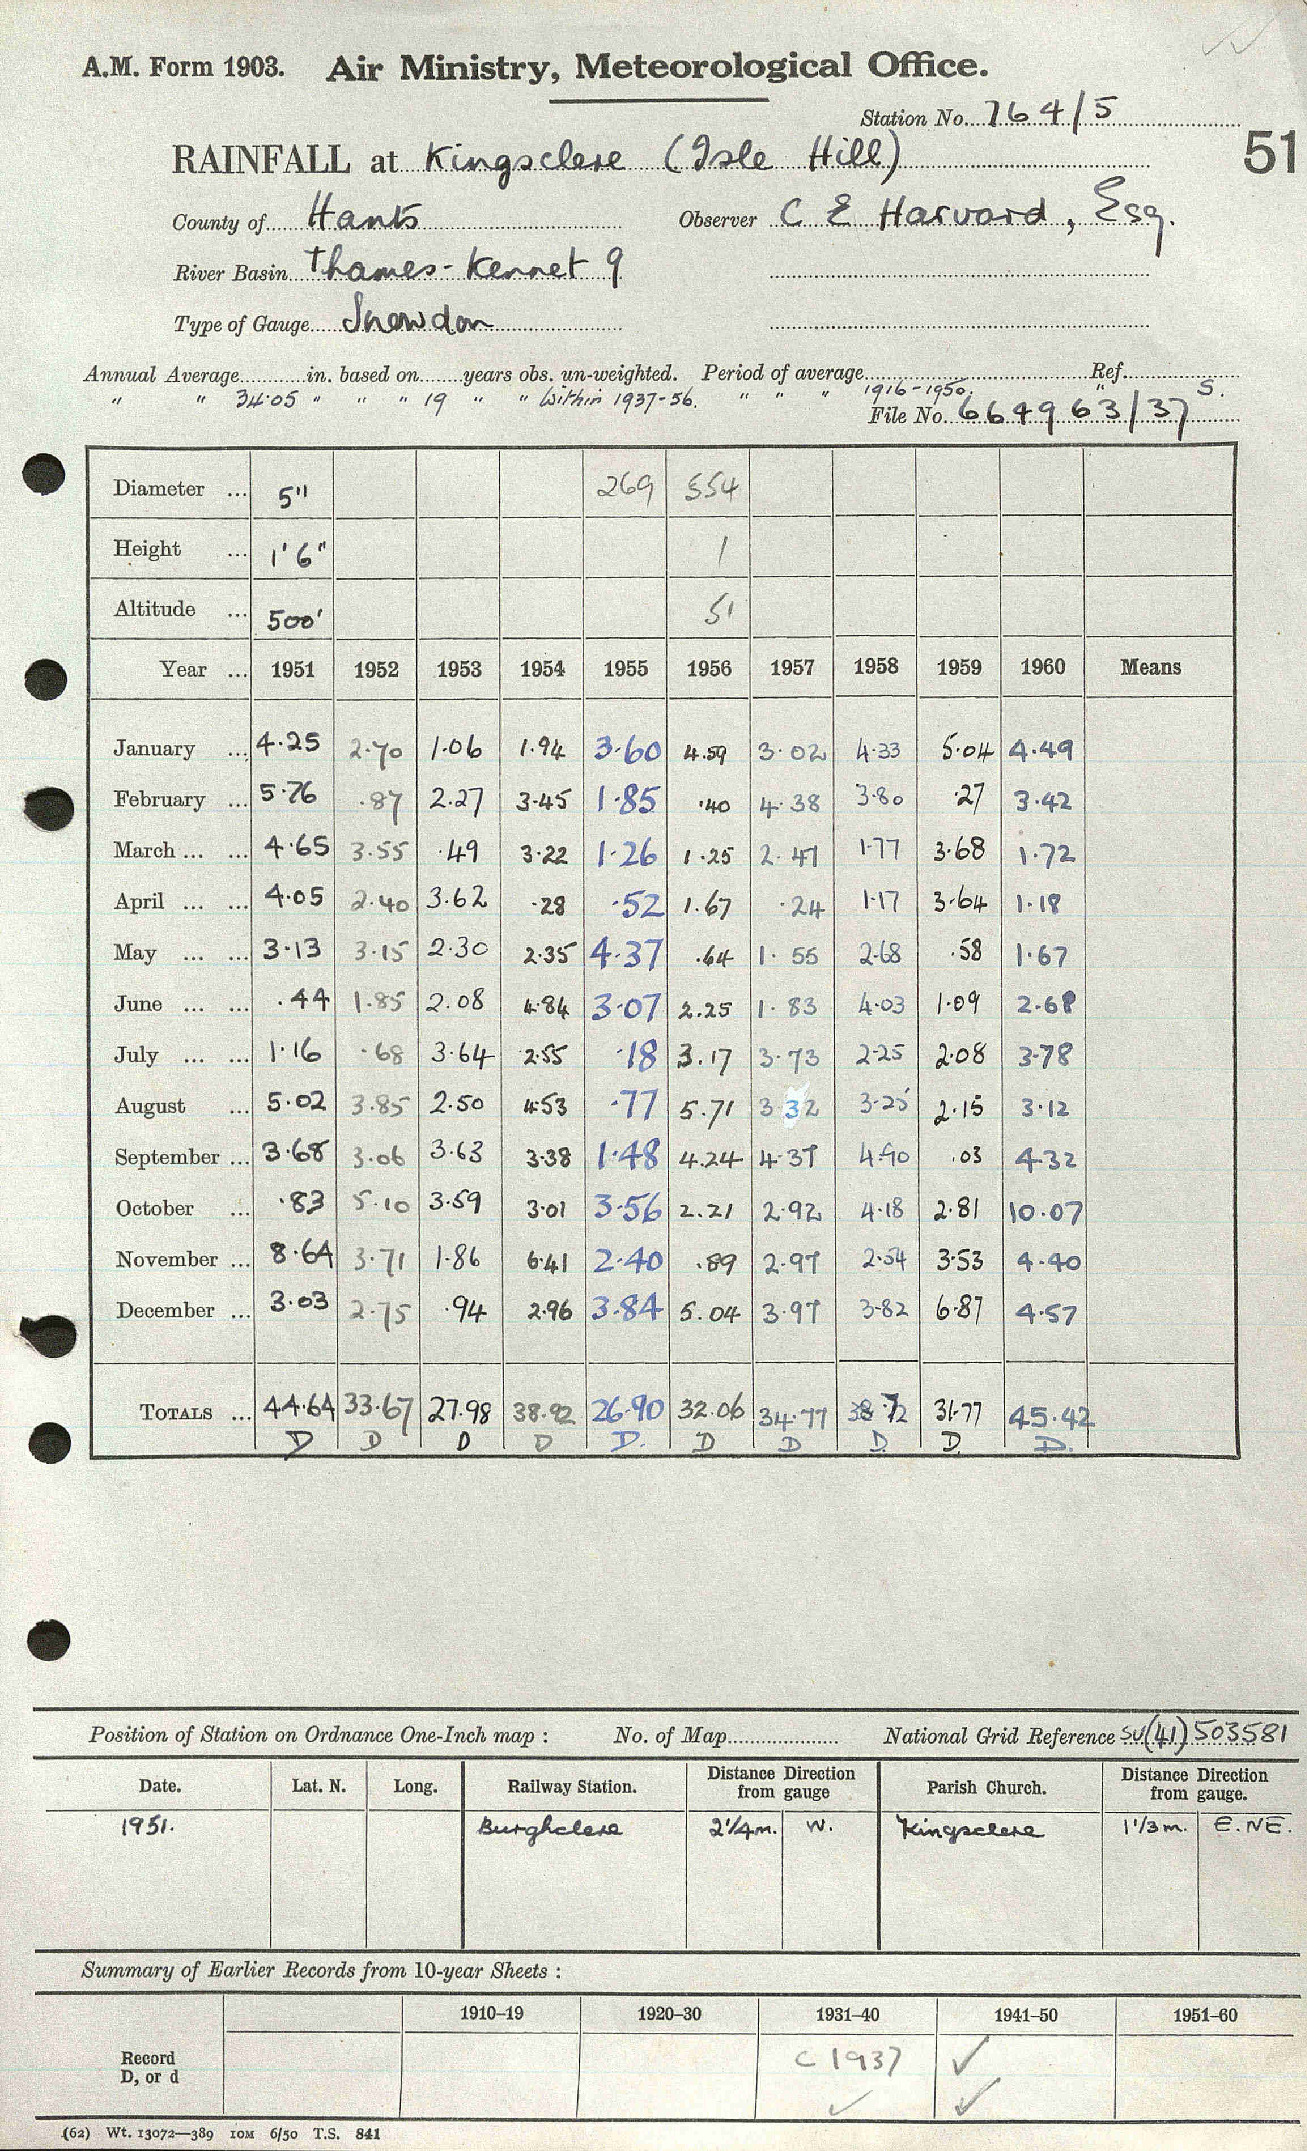 A.M. Form 1903. Air Ministry, Meteorological Office.
Station No. 764/5
51
RAINFALL at Kingsclere (Isle Hill)
County of Hants Observer C E Harvard, Esq.
River Basin Thames-Kennet 9
Type of Gauge Snowdon
Annual Average in. based on years obs. un-weighted. Period of average Ref.
" " 34.05 " " " 19 " " Within 1937-56. " " " 1916-1950 " S.
File No. 664963/37
Diameter ... 5" 269 554
Height ... 1' 6" 1
Altitude ... 500' 51
Year ... 1951 1952 1953 1954 1955 1956 1957 1958 1959 1960 Means
January ... 4.25 2.70 1.06 1.94 3.60 4.59 3.02 4.33 5.04 4.49
February ... 5.76 .87 2.27 3.45 1.85 .40 4.38 3.80 .27 3.42
March ... ... 4.65 3.55 .49 3.22 1.26 1.25 2.47 1.77 3.68 1.72
April ... ... 4.05 2.40 3.62 .28 .52 1.67 .24 1.17 3.64 1.18
May ... ... 3.13 3.15 2.30 2.35 4.37 .64 1.55 2.68 .58 1.67
June ... ... .44 1.85 2.08 4.84 3.07 2.25 1.83 4.03 1.09 2.68
July ... ... 1.16 .68 3.64 2.55 .18 3.17 3.73 2.25 2.08 3.78
August ... 5.02 3.85 2.50 4.53 .77 5.71 3.32 3.25 2.15 3.12
September ... 3.68 3.06 3.63 3.38 1.48 4.24 4.37 4.90 .03 4.32
October ... .83 5.10 3.59 3.01 3.56 2.21 2.92 4.18 2.81 10.07
November ... 8.64 3.71 1.86 6.41 2.40 .89 2.97 2.54 3.53 4.40
December ... 3.03 2.75 .94 2.96 3.84 5.04 3.97 3.82 6.87 4.57
TOTALS ... 44.64 33.67 27.98 38.92 26.90 32.06 34.77 38.72 31.77 45.42
D D D D D. D D D. D. D.
Position of Station on Ordnance One-Inch map : No. of Map National Grid Reference SU(41)503581
Date. Lat. N. Long. Railway Station. Distance Direction from gauge Parish Church. Distance Direction from gauge.
1951. Burghclere 2 1/4 m. W. Kingsclere 1 1/3 m. E.NE.
Summary of Earlier Records from 10-year Sheets :
1910–19 1920–30 1931–40 1941–50 1951–60
Record D, or d C 1937 ✓
✓ ✓
(62) Wt. 13072—389 10M 6/50 T.S. 841